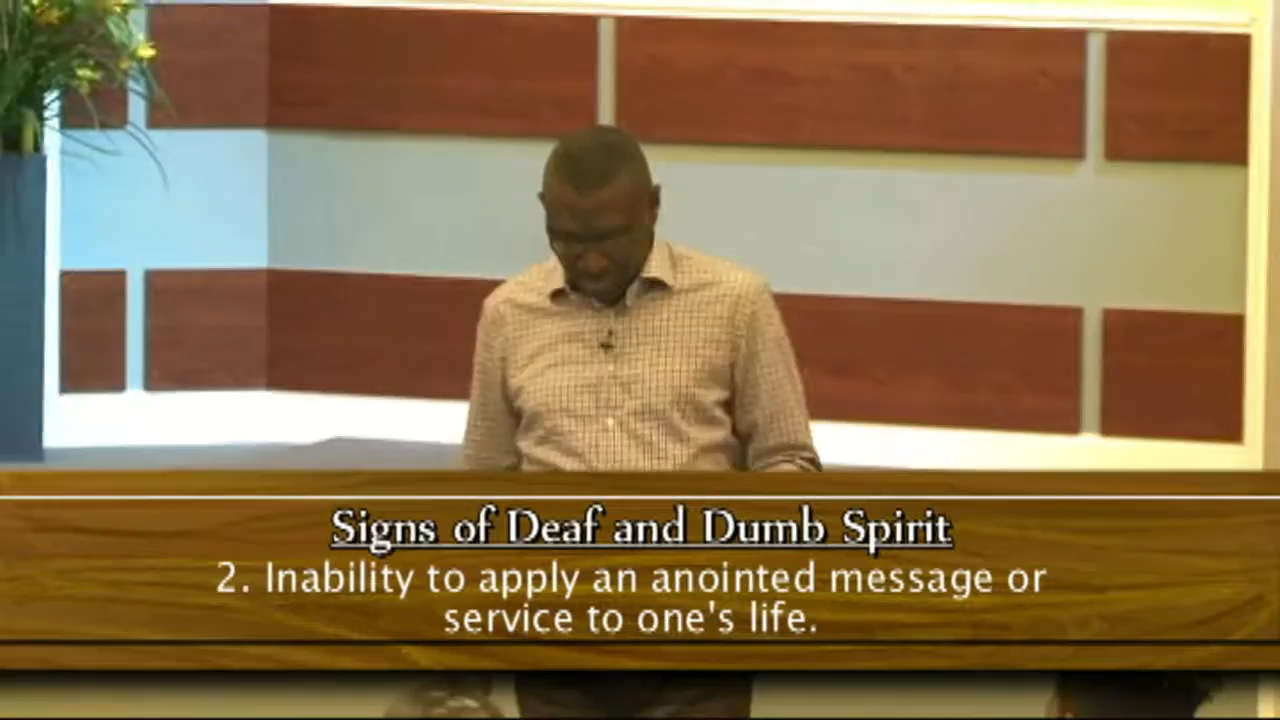 Signs of Deaf and Dumb Spirit
2. Inability to apply an anointed message or
service to one's life.